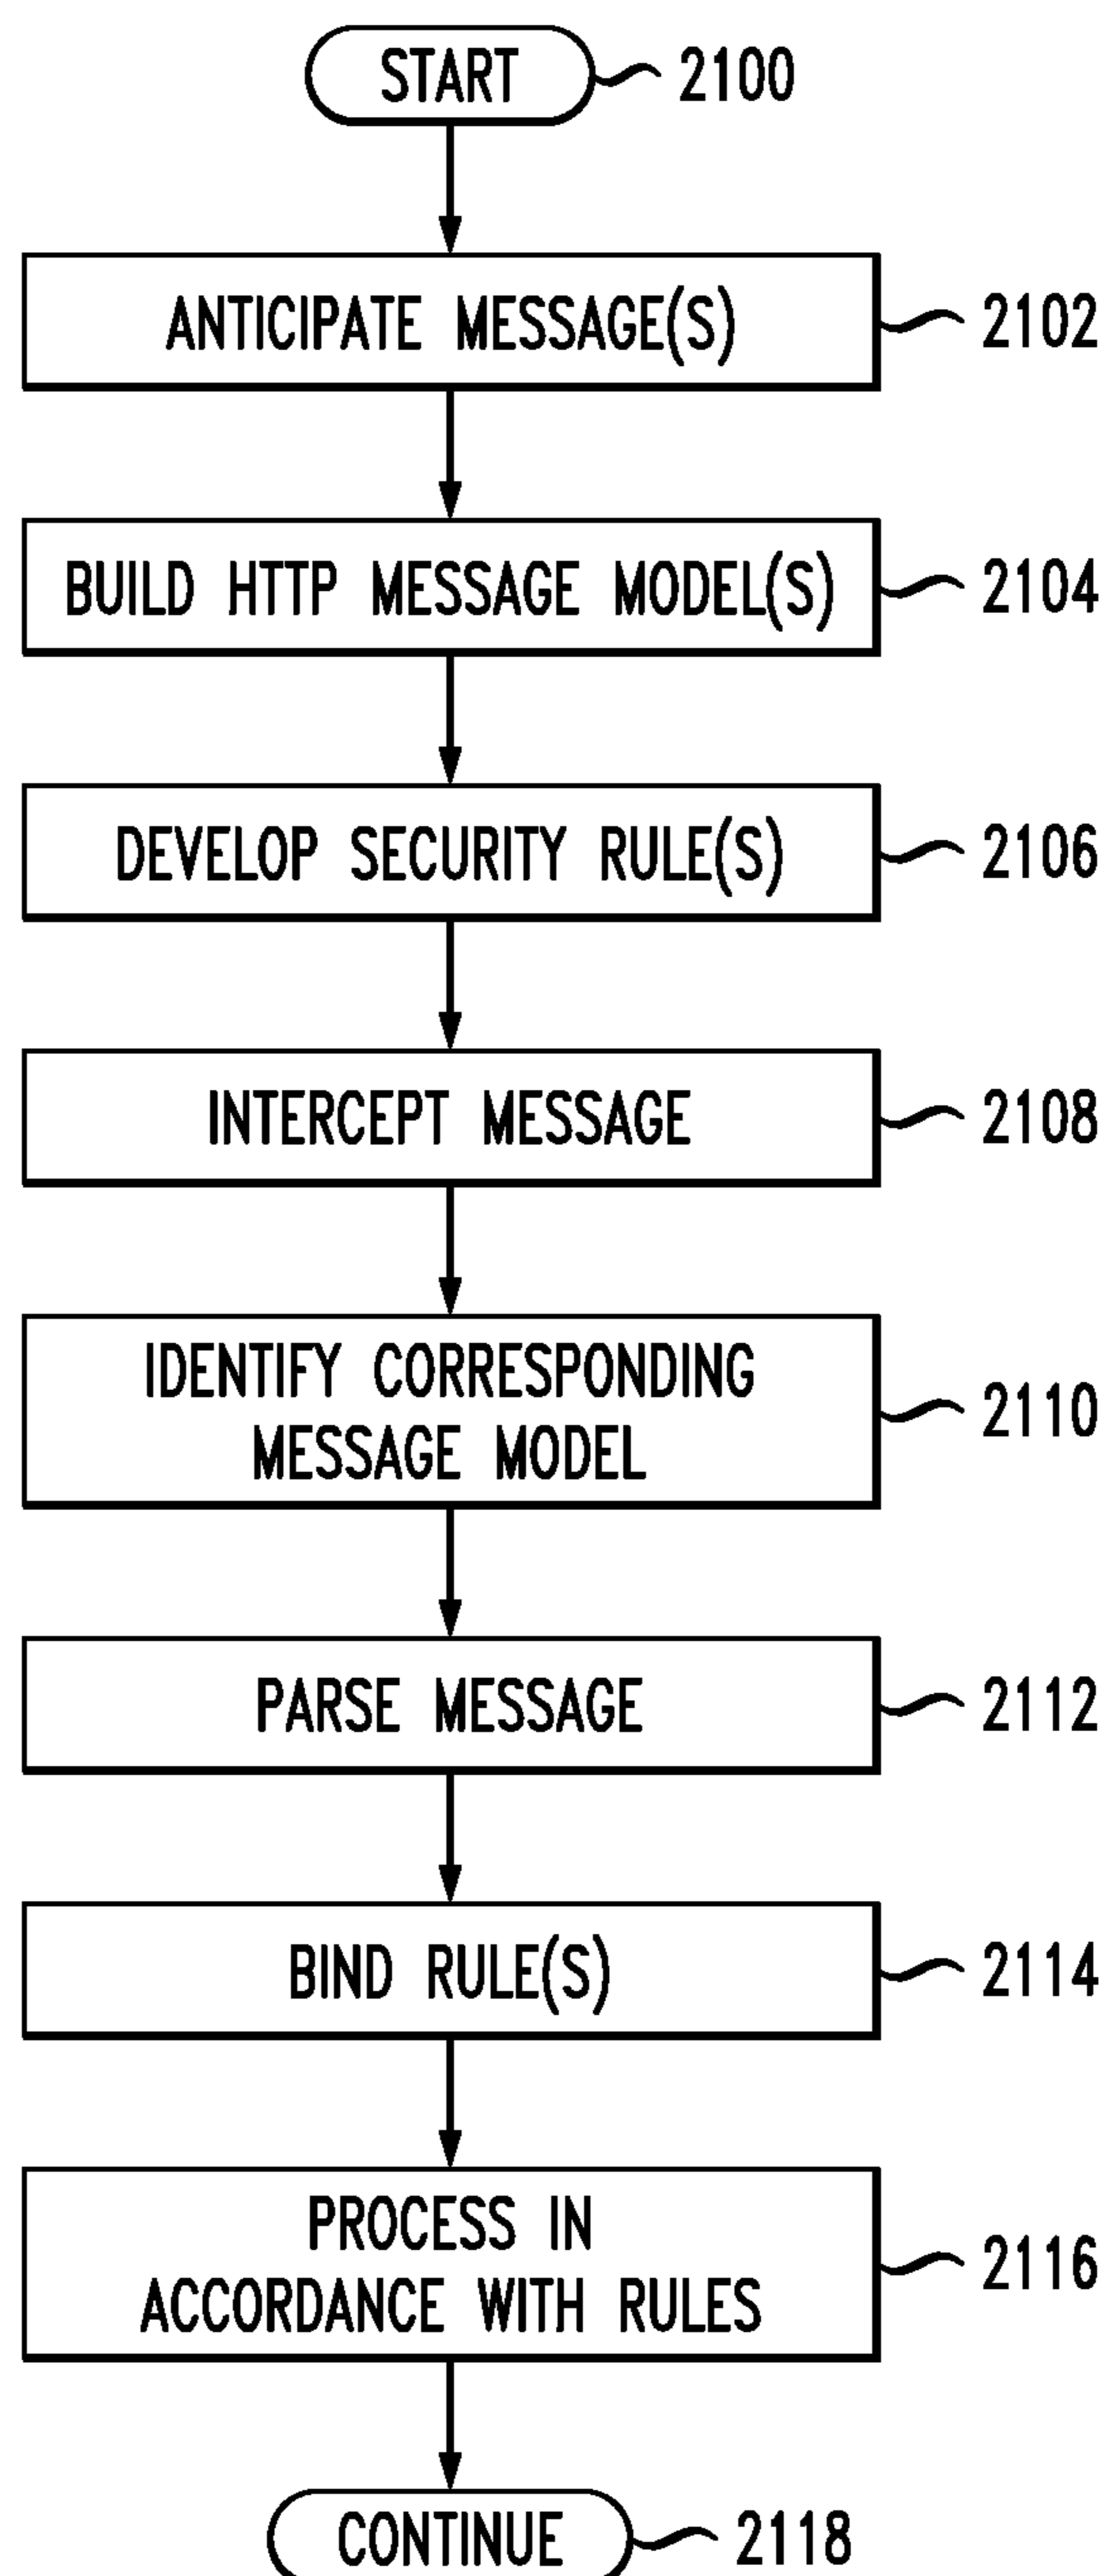 START 2100
ANTICIPATE MESSAGE(S) 2102
BUILD HTTP MESSAGE MODEL(S) 2104
DEVELOP SECURITY RULE(S) 2106
INTERCEPT MESSAGE 2108
IDENTIFY CORRESPONDING
MESSAGE MODEL 2110
PARSE MESSAGE 2112
BIND RULE(S) 2114
PROCESS IN
ACCORDANCE WITH RULES 2116
CONTINUE 2118